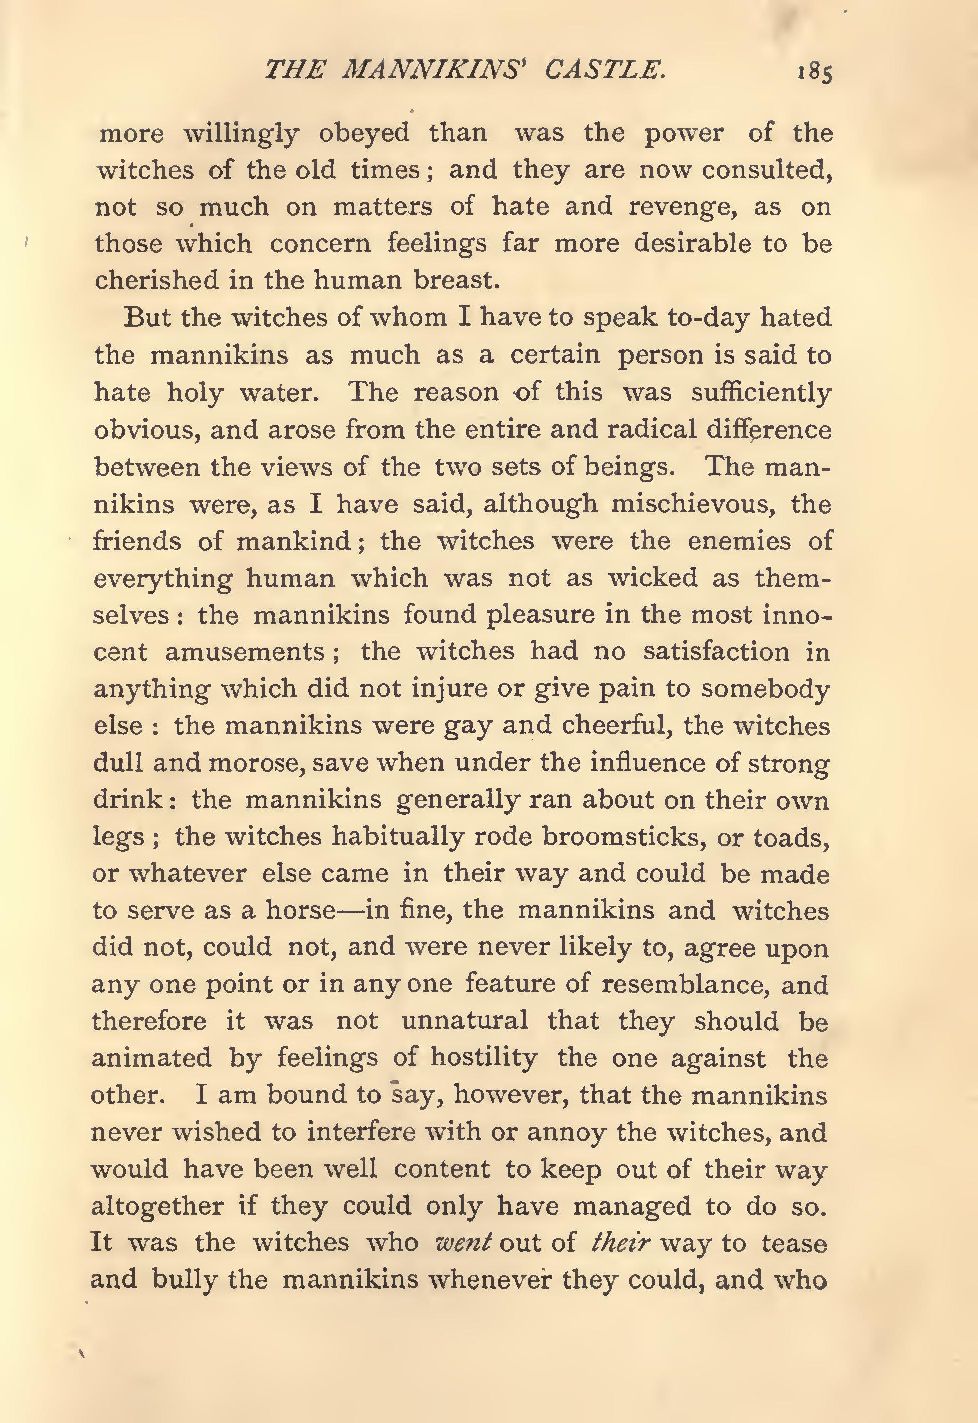 THE MANNIKINS' CASTLE. 185
more willingly obeyed than was the power of the
witches of the old times; and they are now consulted,
not so much on matters of hate and revenge, as on
those which concern feelings far more desirable to be
cherished in the human breast.
But the witches of whom I have to speak to-day hated
the mannikins as much as a certain person is said to
hate holy water. The reason of this was sufficiently
obvious, and arose from the entire and radical difference
between the views of the two sets of beings. The man-
nikins were, as I have said, although mischievous, the
friends of mankind; the witches were the enemies of
everything human which was not as wicked as them-
selves: the mannikins found pleasure in the most inno-
cent amusements; the witches had no satisfaction in
anything which did not injure or give pain to somebody
else : the mannikins were gay and cheerful, the witches
dull and morose, save when under the influence of strong
drink: the mannikins generally ran about on their own
legs; the witches habitually rode broomsticks, or toads,
or whatever else came in their way and could be made
to serve as a horse—in fine, the mannikins and witches
did not, could not, and were never likely to, agree upon
any one point or in any one feature of resemblance, and
therefore it was not unnatural that they should be
animated by feelings of hostility the one against the
other. I am bound to say, however, that the mannikins
never wished to interfere with or annoy the witches, and
would have been well content to keep out of their way
altogether if they could only have managed to do so.
It was the witches who went out of their way to tease
and bully the mannikins whenever they could, and who